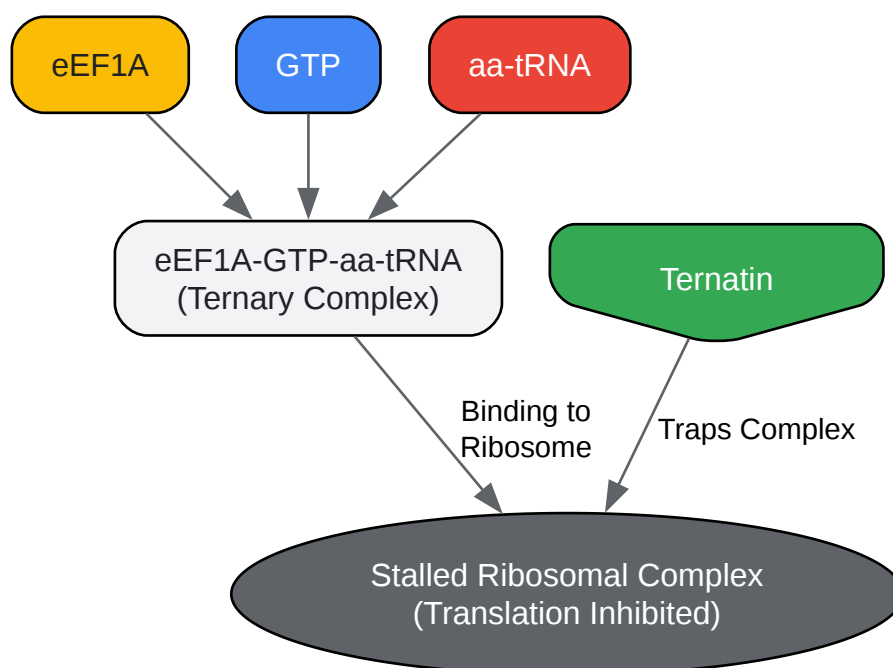 eEF1A
GTP
aa-tRNA
eEF1A-GTP-aa-tRNA
(Ternary Complex)
Ternatin
Binding to
Ribosome
Traps Complex
Stalled Ribosomal Complex
(Translation Inhibited)